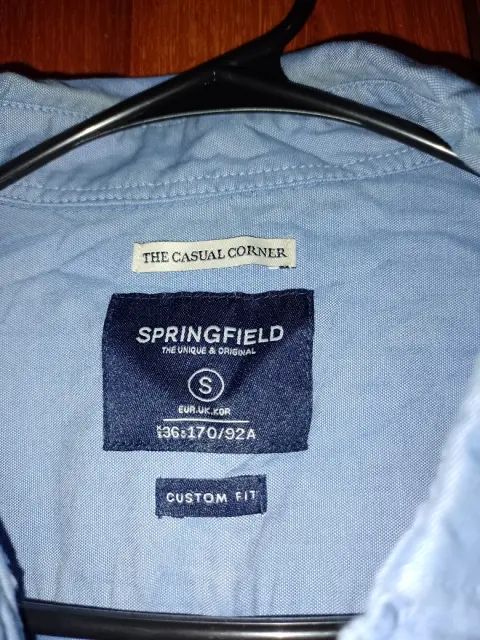 THE CASUAL CORNER
SPRINGFIELD
THE UNIQUE & ORIGINAL
S
EUR.UK.KOR
36 170/92A
CUSTOM FIT